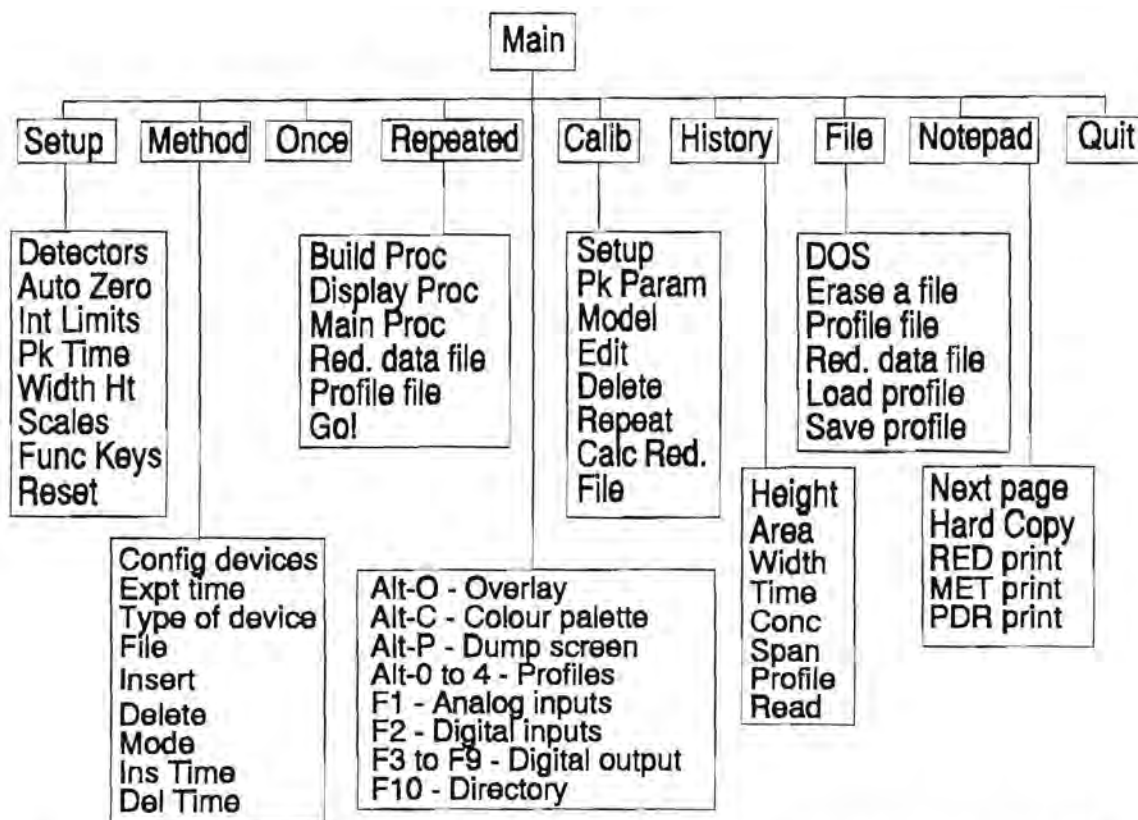 Main
Setup
Method
Once
Repeated
Calib
History
File
Notepad
Quit
Detectors
Auto Zero
Int Limits
Pk Time
Width Ht
Scales
Func Keys
Reset
Config devices
Expt time
Type of device
File
Insert
Delete
Mode
Ins Time
Del Time
Build Proc
Display Proc
Main Proc
Red. data file
Profile file
Go!
Alt-O - Overlay
Alt-C - Colour palette
Alt-P - Dump screen
Alt-0 to 4 - Profiles
F1 - Analog inputs
F2 - Digital inputs
F3 to F9 - Digital output
F10 - Directory
Setup
Pk Param
Model
Edit
Delete
Repeat
Calc Red.
File
Height
Area
Width
Time
Conc
Span
Profile
Read
DOS
Erase a file
Profile file
Red. data file
Load profile
Save profile
Next page
Hard Copy
RED print
MET print
PDR print